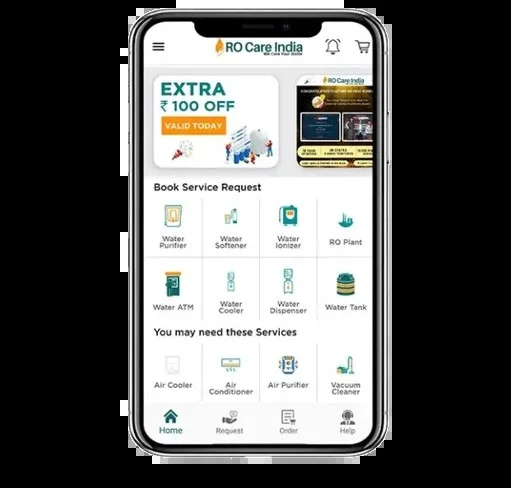 RO Care India
We Care Your Water
EXTRA
₹ 100 OFF
VALID TODAY
RO Care India
Book Service Request
Water
Purifier
Water
Softener
Water
Ionizer
RO Plant
Water ATM
Water
Cooler
Water
Dispenser
Water Tank
You may need these Services
Air Cooler
Air
Conditioner
Air Purifier
Vacuum
Cleaner
Home
Request
Order
Help